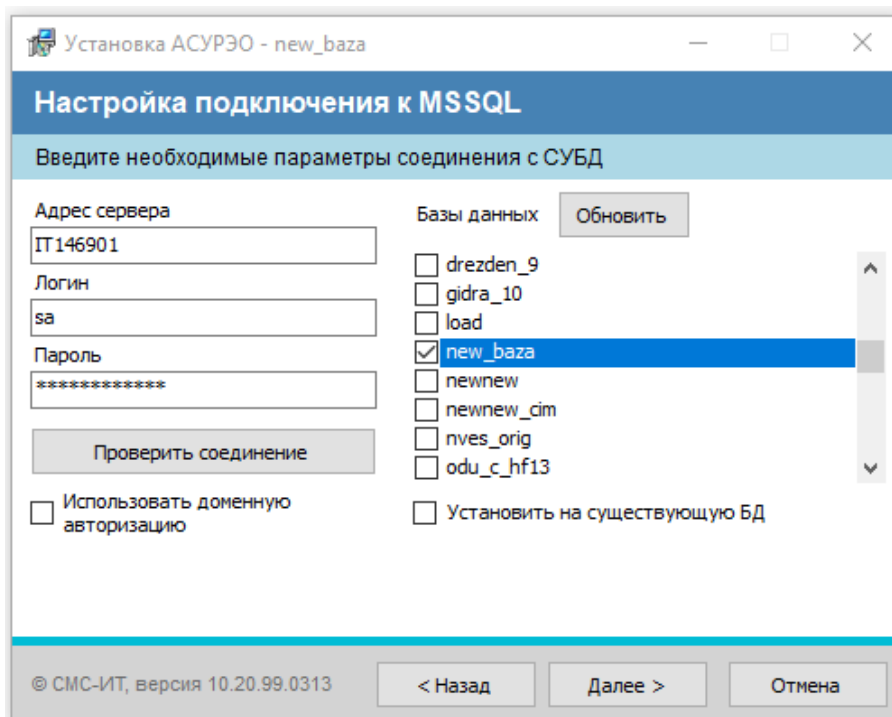 Установка АСУРЭО - new_baza
Настройка подключения к MSSQL
Введите необходимые параметры соединения с СУБД
Адрес сервера
IT146901
Логин
sa
Пароль
************
Проверить соединение
Использовать доменную
авторизацию
Базы данных
Обновить
drezden_9
gidra_10
load
new_baza
newnew
newnew_cim
nves_orig
odu_c_hf13
Установить на существующую БД
© СМС-ИТ, версия 10.20.99.0313
< Назад
Далее >
Отмена